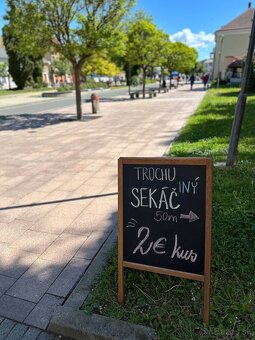 TROCHU
INÝ
SEKÁČ
50m →
2€ kus